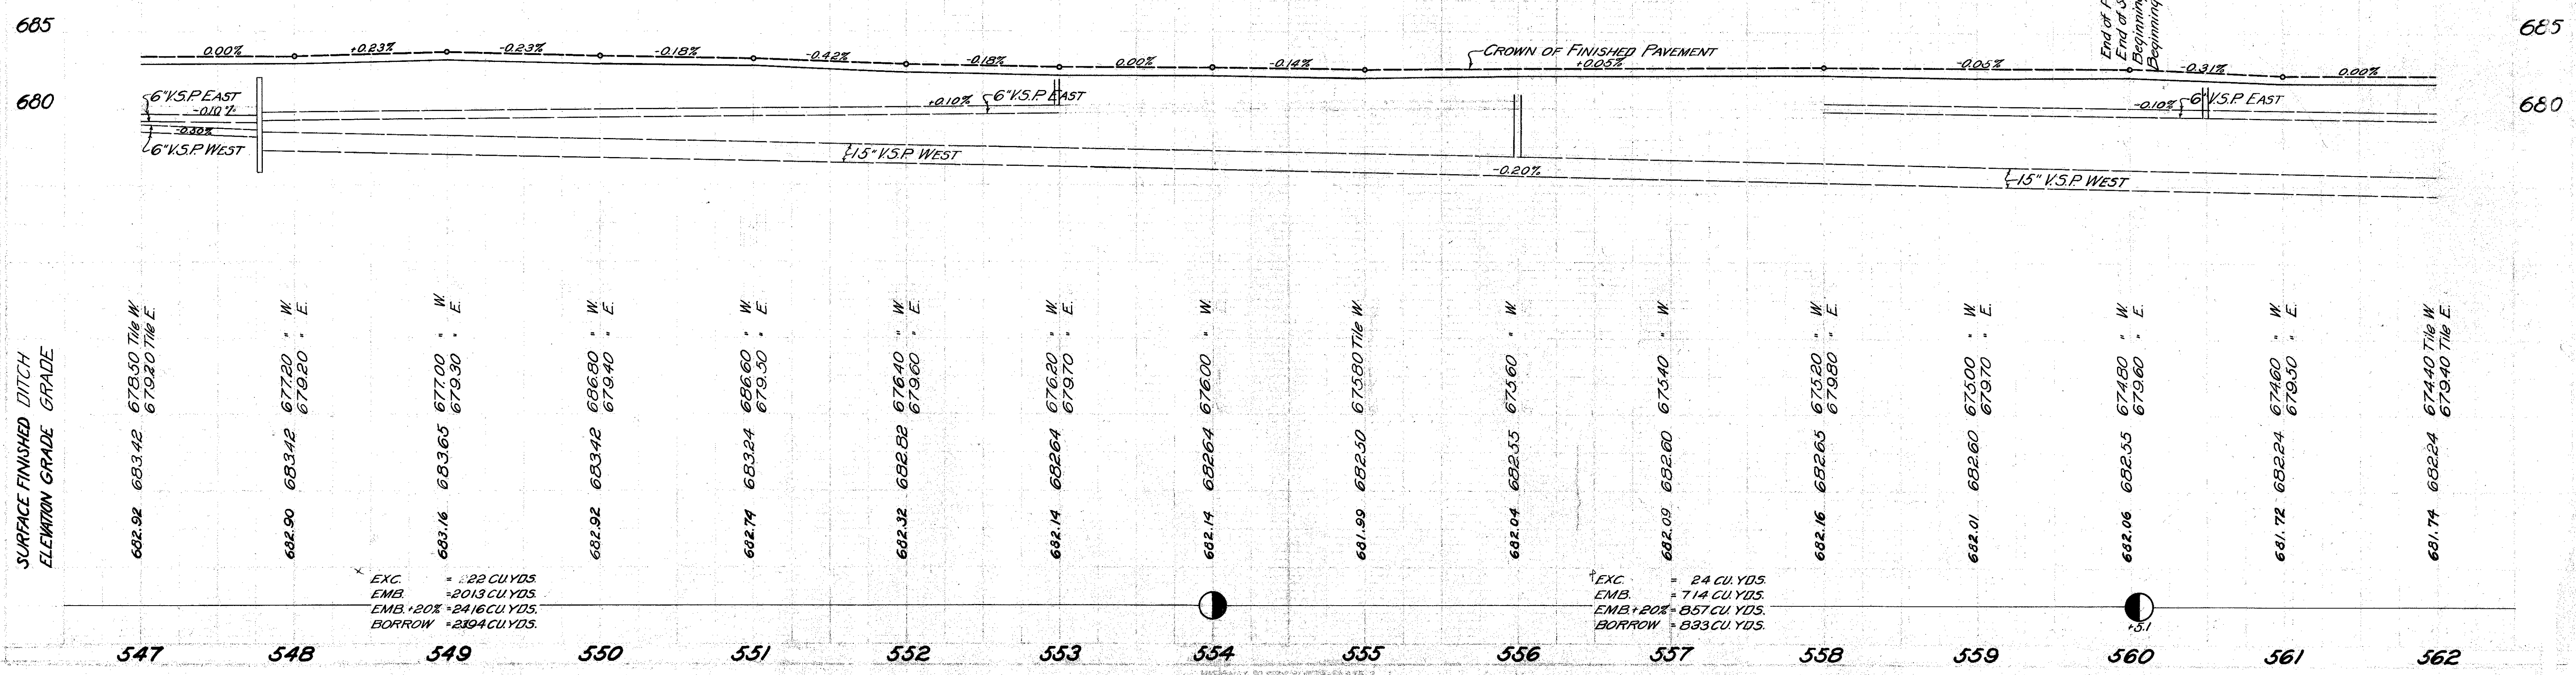 685
685
End of
End of S
Beginning
Beginning
0.00%
+0.23%
-0.23%
-0.18%
-0.42%
-0.18%
0.00%
-0.14%
CROWN OF FINISHED PAVEMENT
+0.05%
-0.05%
-0.31%
0.00%
680
680
6" V.S.P. EAST
-0.10%
-0.30%
6" V.S.P. WEST
+0.10%
6" V.S.P. EAST
15" V.S.P. WEST
-0.20%
-0.10%
6" V.S.P. EAST
15" V.S.P. WEST
SURFACE FINISHED DITCH
ELEVATION GRADE GRADE
682.92 683.42 678.50 Tile W.
679.20 Tile E.
682.90 683.42 677.20 " W.
679.20 " E.
683.16 683.65 677.00 " W.
679.30 " E.
682.92 683.42 686.80 " W.
679.40 " E.
682.74 683.24 686.60 " W.
679.50 " E.
682.32 682.82 676.40 " W.
679.60 " E.
682.14 682.64 676.20 " W.
679.70 " E.
682.14 682.64 676.00 " W.
681.99 682.50 675.80 Tile W.
682.04 682.55 675.60 " W.
682.09 682.60 675.40 " W.
682.16 682.65 675.20 " W.
679.80 " E.
682.01 682.60 675.00 " W.
679.70 " E.
682.06 682.55 674.80 " W.
679.60 " E.
681.72 682.24 674.60 " W.
679.50 " E.
681.74 682.24 674.40 Tile W.
679.40 Tile E.
EXC. = 22 CU. YDS.
EMB. = 2013 CU. YDS.
EMB. +20% = 2416 CU. YDS.
BORROW = 2394 CU. YDS.
EXC. = 24 CU. YDS.
EMB. = 714 CU. YDS.
EMB. +20% = 857 CU. YDS.
BORROW = 833 CU. YDS.
+5.1
547 548 549 550 551 552 553 554 555 556 557 558 559 560 561 562